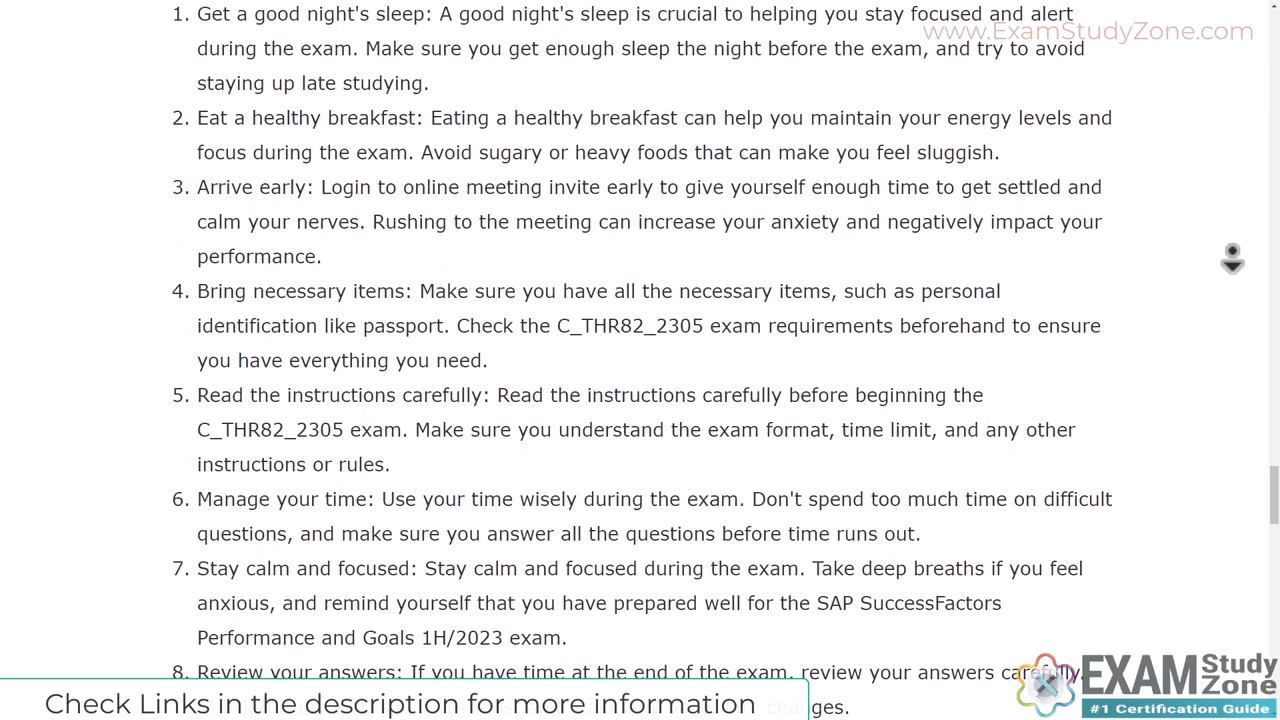 1. Get a good night's sleep: A good night's sleep is crucial to helping you stay focused and alert
www.ExamStudyZone.com
during the exam. Make sure you get enough sleep the night before the exam, and try to avoid
staying up late studying.
2. Eat a healthy breakfast: Eating a healthy breakfast can help you maintain your energy levels and
focus during the exam. Avoid sugary or heavy foods that can make you feel sluggish.
3. Arrive early: Login to online meeting invite early to give yourself enough time to get settled and
calm your nerves. Rushing to the meeting can increase your anxiety and negatively impact your
performance.
4. Bring necessary items: Make sure you have all the necessary items, such as personal
identification like passport. Check the C_THR82_2305 exam requirements beforehand to ensure
you have everything you need.
5. Read the instructions carefully: Read the instructions carefully before beginning the
C_THR82_2305 exam. Make sure you understand the exam format, time limit, and any other
instructions or rules.
6. Manage your time: Use your time wisely during the exam. Don't spend too much time on difficult
questions, and make sure you answer all the questions before time runs out.
7. Stay calm and focused: Stay calm and focused during the exam. Take deep breaths if you feel
anxious, and remind yourself that you have prepared well for the SAP SuccessFactors
Performance and Goals 1H/2023 exam.
8. Review your answers: If you have time at the end of the exam, review your answers carefully.
changes.
Check Links in the description for more information
EXAM Study Zone
#1 Certification Guide